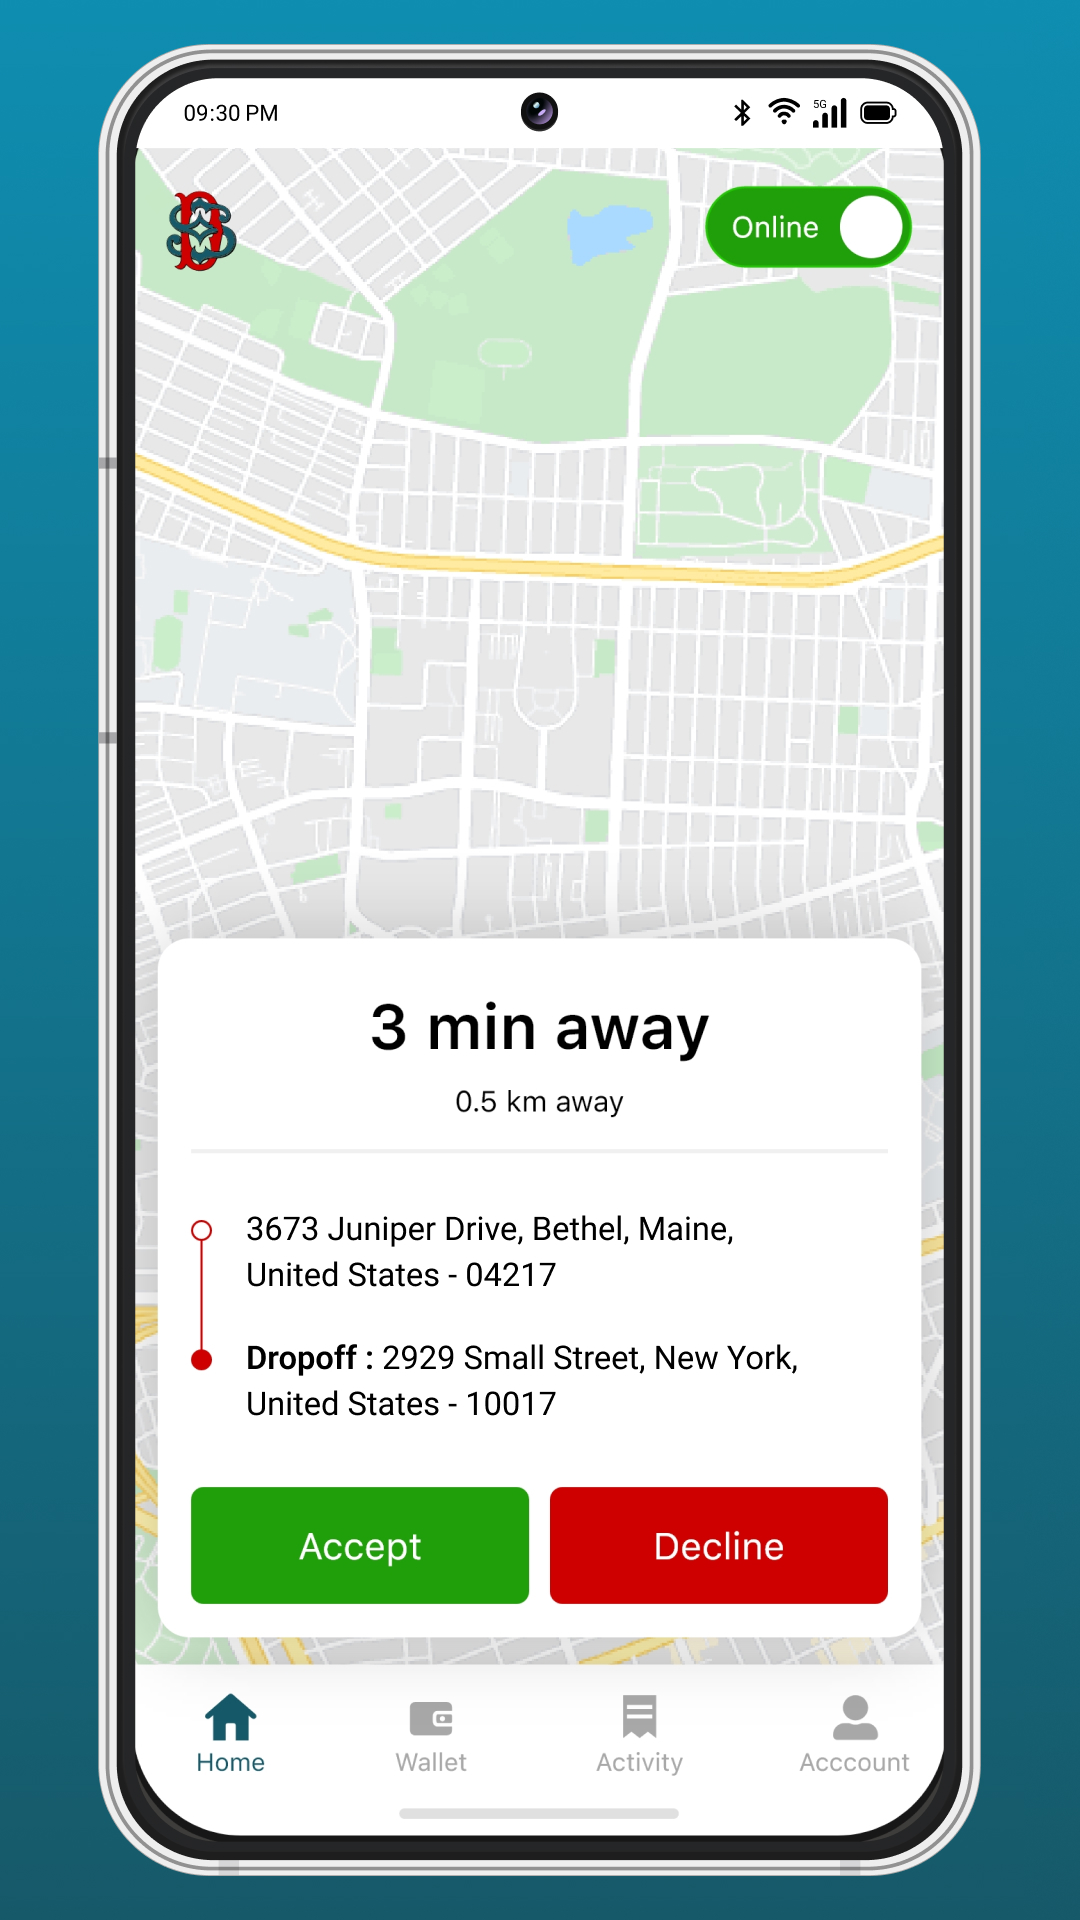 09:30 PM
5G
Online
3 min away
0.5 km away
3673 Juniper Drive, Bethel, Maine,
United States - 04217
Dropoff : 2929 Small Street, New York,
United States - 10017
Accept
Decline
Home
Wallet
Activity
Acccount